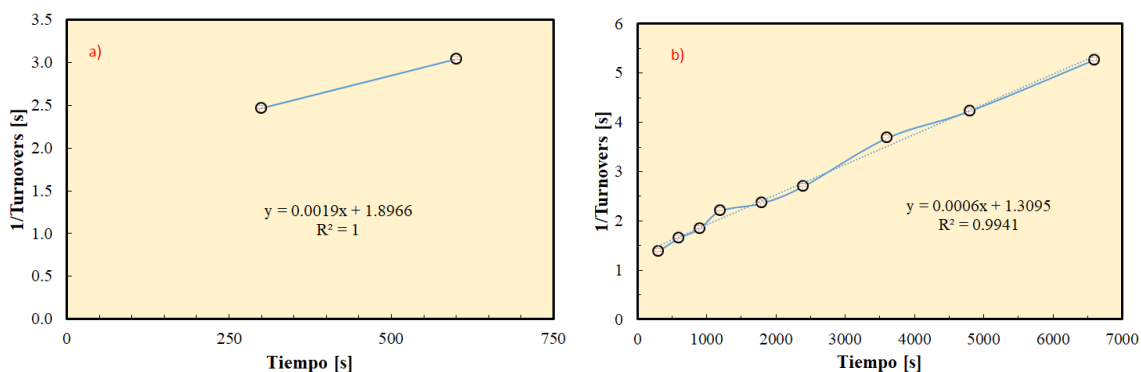 a)
1/Turnovers [s]
3.5
3.0
2.5
2.0
1.5
1.0
0.5
0.0
y = 0.0019x + 1.8966
R² = 1
0 250 500 750
Tiempo [s]
b)
1/Turnovers [s]
6
5
4
3
2
1
0
y = 0.0006x + 1.3095
R² = 0.9941
0 1000 2000 3000 4000 5000 6000 7000
Tiempo [s]